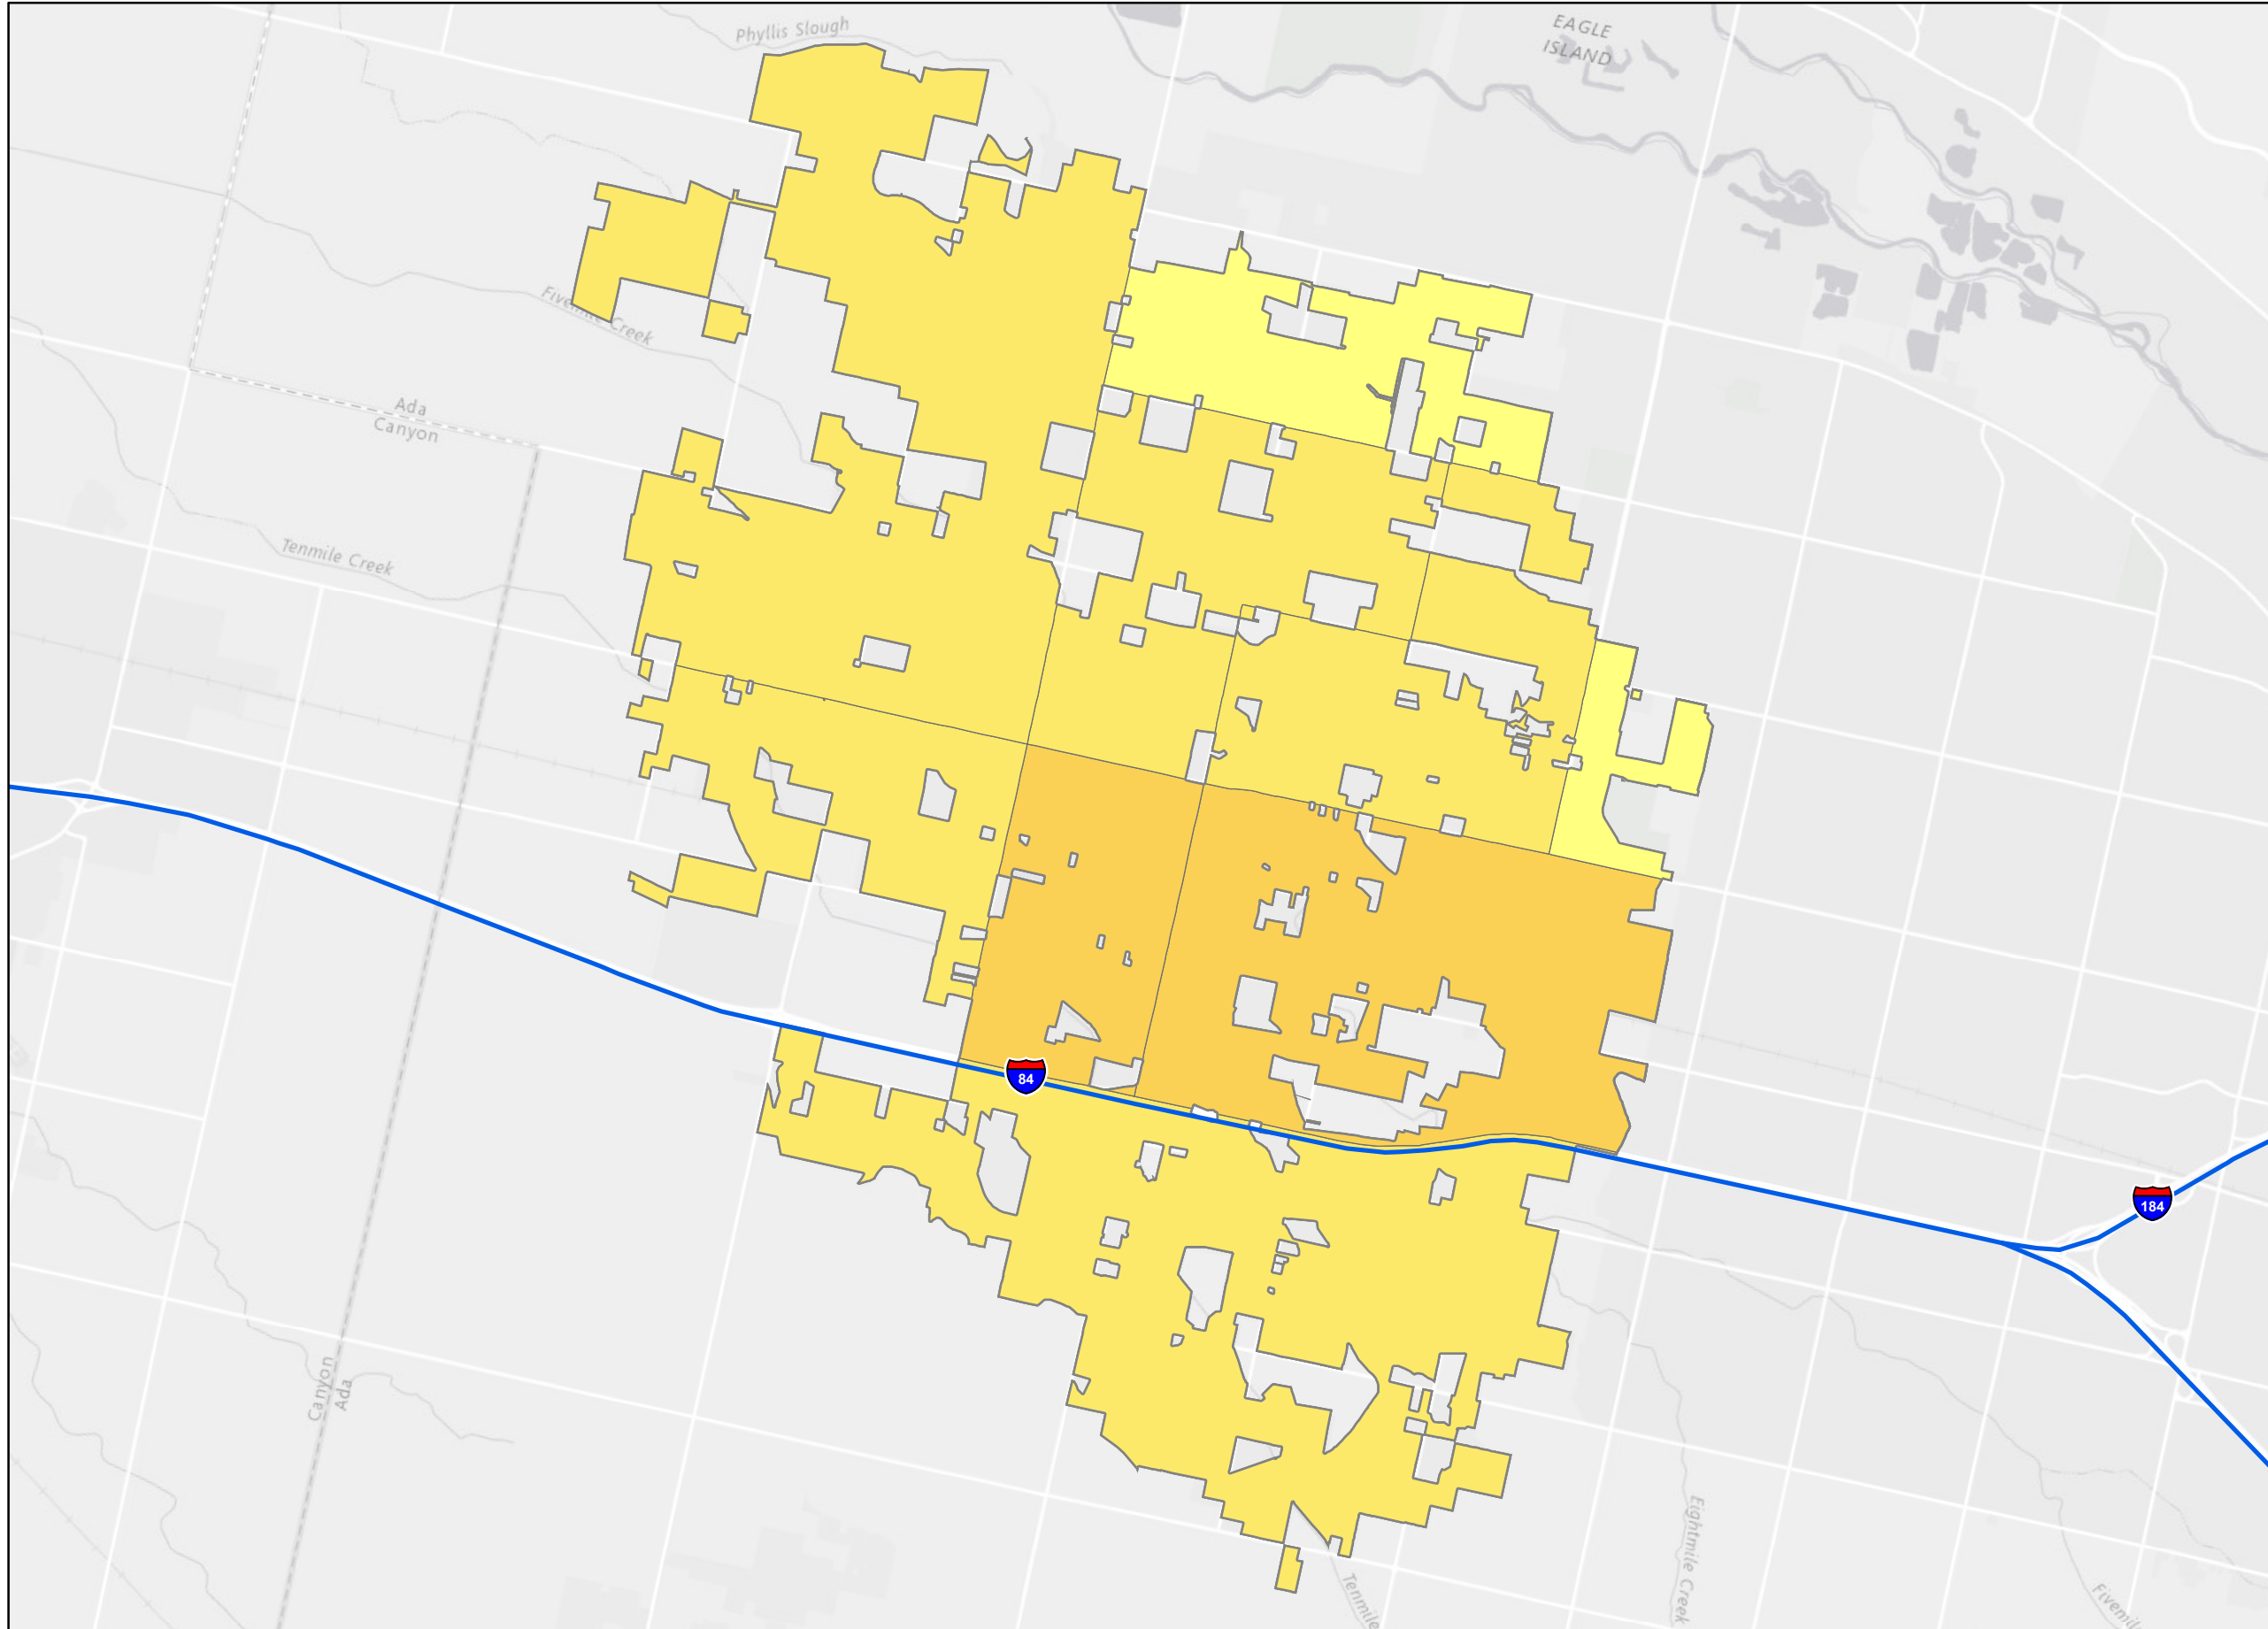 Phyllis Slough
EAGLE
ISLAND
Fivemile Creek
Ada
Canyon
Tenmile Creek
84
184
Canyon
Ada
Eightmile Creek
Tenmile
Fivemil